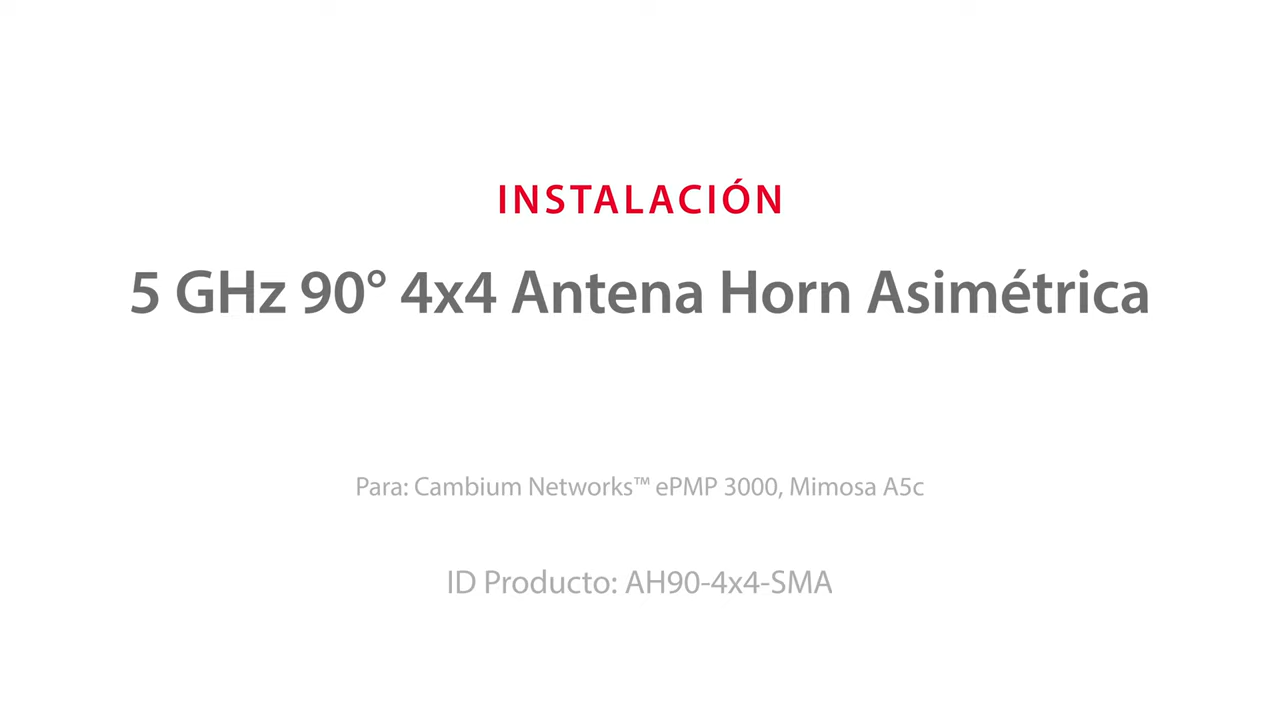 INSTALACIÓN
5 GHz 90° 4x4 Antena Horn Asimétrica
Para: Cambium Networks™ ePMP 3000, Mimosa A5c
ID Producto: AH90-4x4-SMA